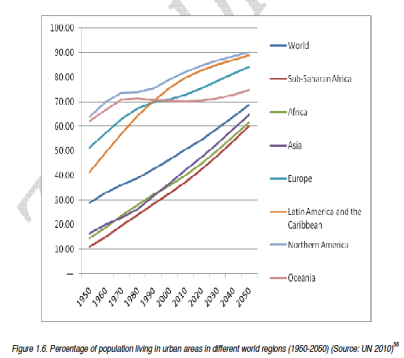 100.00
90.00
80.00
70.00
60.00
50.00
40.00
30.00
20.00
10.00
—
1950
1960
1970
1980
1990
2000
2010
2020
2030
2040
2050
World
Sub-Saharan Africa
Africa
Asia
Europe
Latin America and the
Caribbean
Northern America
Oceania
Figure 1.6. Percentage of population living in urban areas in different world regions (1950-2050) (Source: UN 2010)